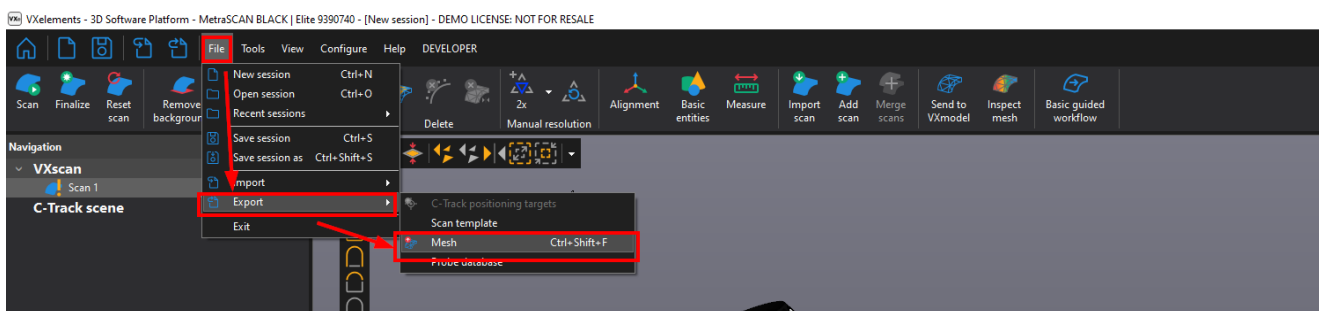 VXelements - 3D Software Platform - MetraSCAN BLACK | Elite 9390740 - [New session] - DEMO LICENSE: NOT FOR RESALE
File Tools View Configure Help DEVELOPER
Scan Finalize Reset scan Remove backgroun Delete 2x Manual resolution Alignment Basic entities Measure Import scan Add scan Merge scans Send to VXmodel Inspect mesh Basic guided workflow
New session Ctrl+N
Open session Ctrl+O
Recent sessions
Save session Ctrl+S
Save session as Ctrl+Shift+S
Import
Export
Exit
C-Track positioning targets
Scan template
Mesh Ctrl+Shift+F
Probe database
Navigation
VXscan
Scan 1
C-Track scene